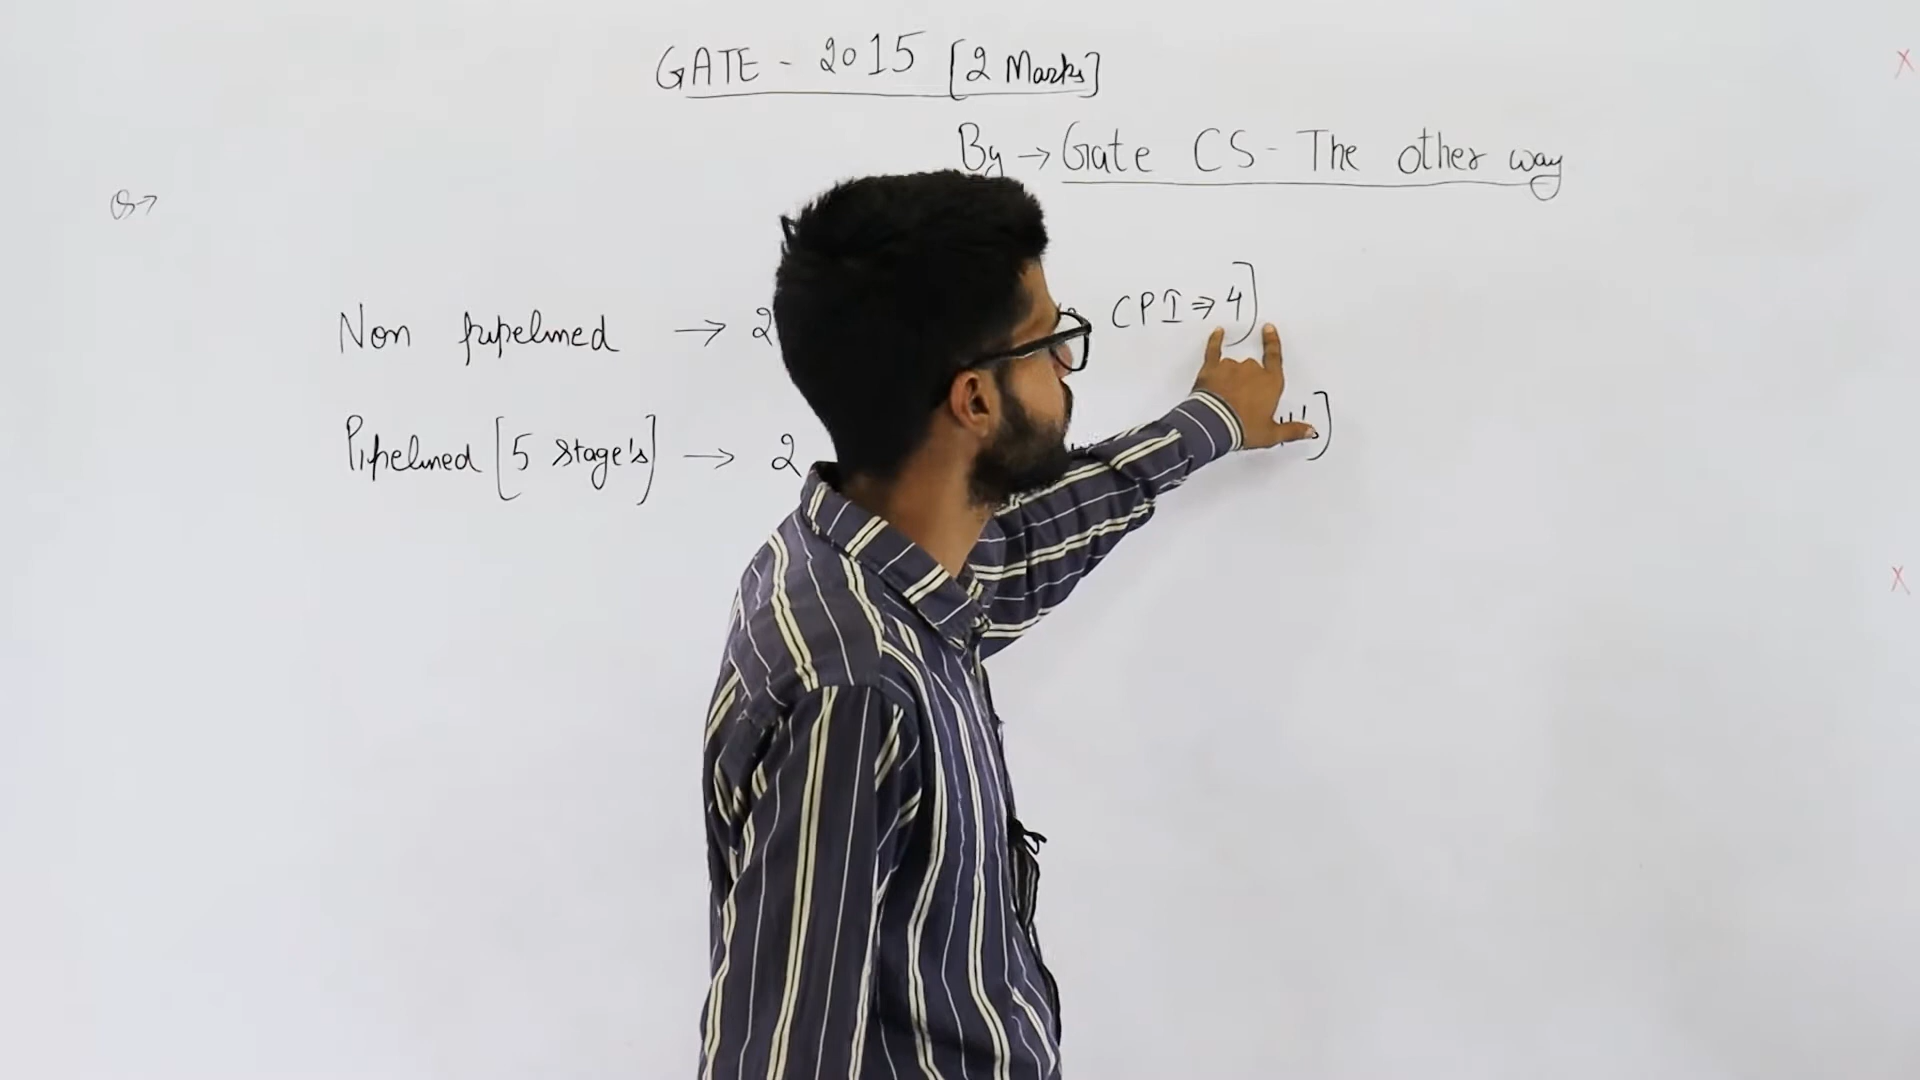 GATE - 2015 [2 Marks]
By → Gate CS - The other way
Q→
Non pipelined → 2 CPI ⇒ 4]
Pipelined [5 stage's] → 2